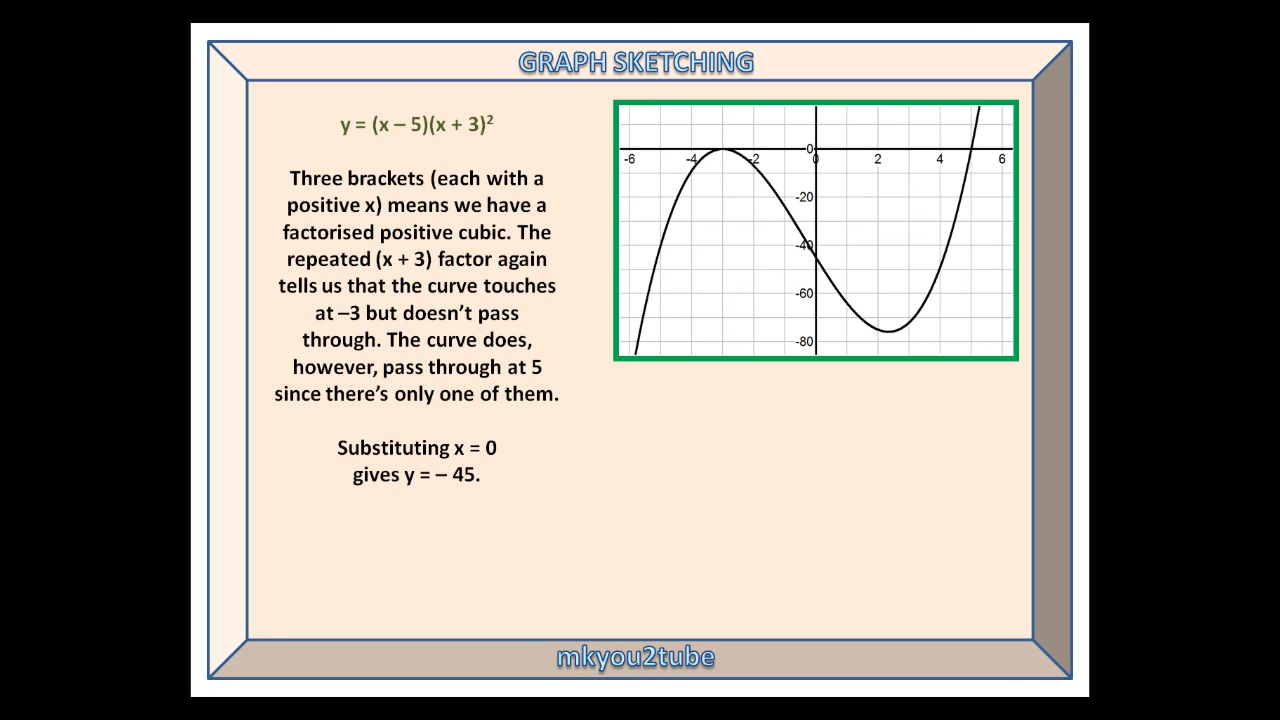 GRAPH SKETCHING
y = (x – 5)(x + 3)²
Three brackets (each with a
positive x) means we have a
factorised positive cubic. The
repeated (x + 3) factor again
tells us that the curve touches
at –3 but doesn’t pass
through. The curve does,
however, pass through at 5
since there’s only one of them.
Substituting x = 0
gives y = – 45.
0
-6 -4 -2 0 2 4 6
-20
-40
-60
-80
mkyou2tube